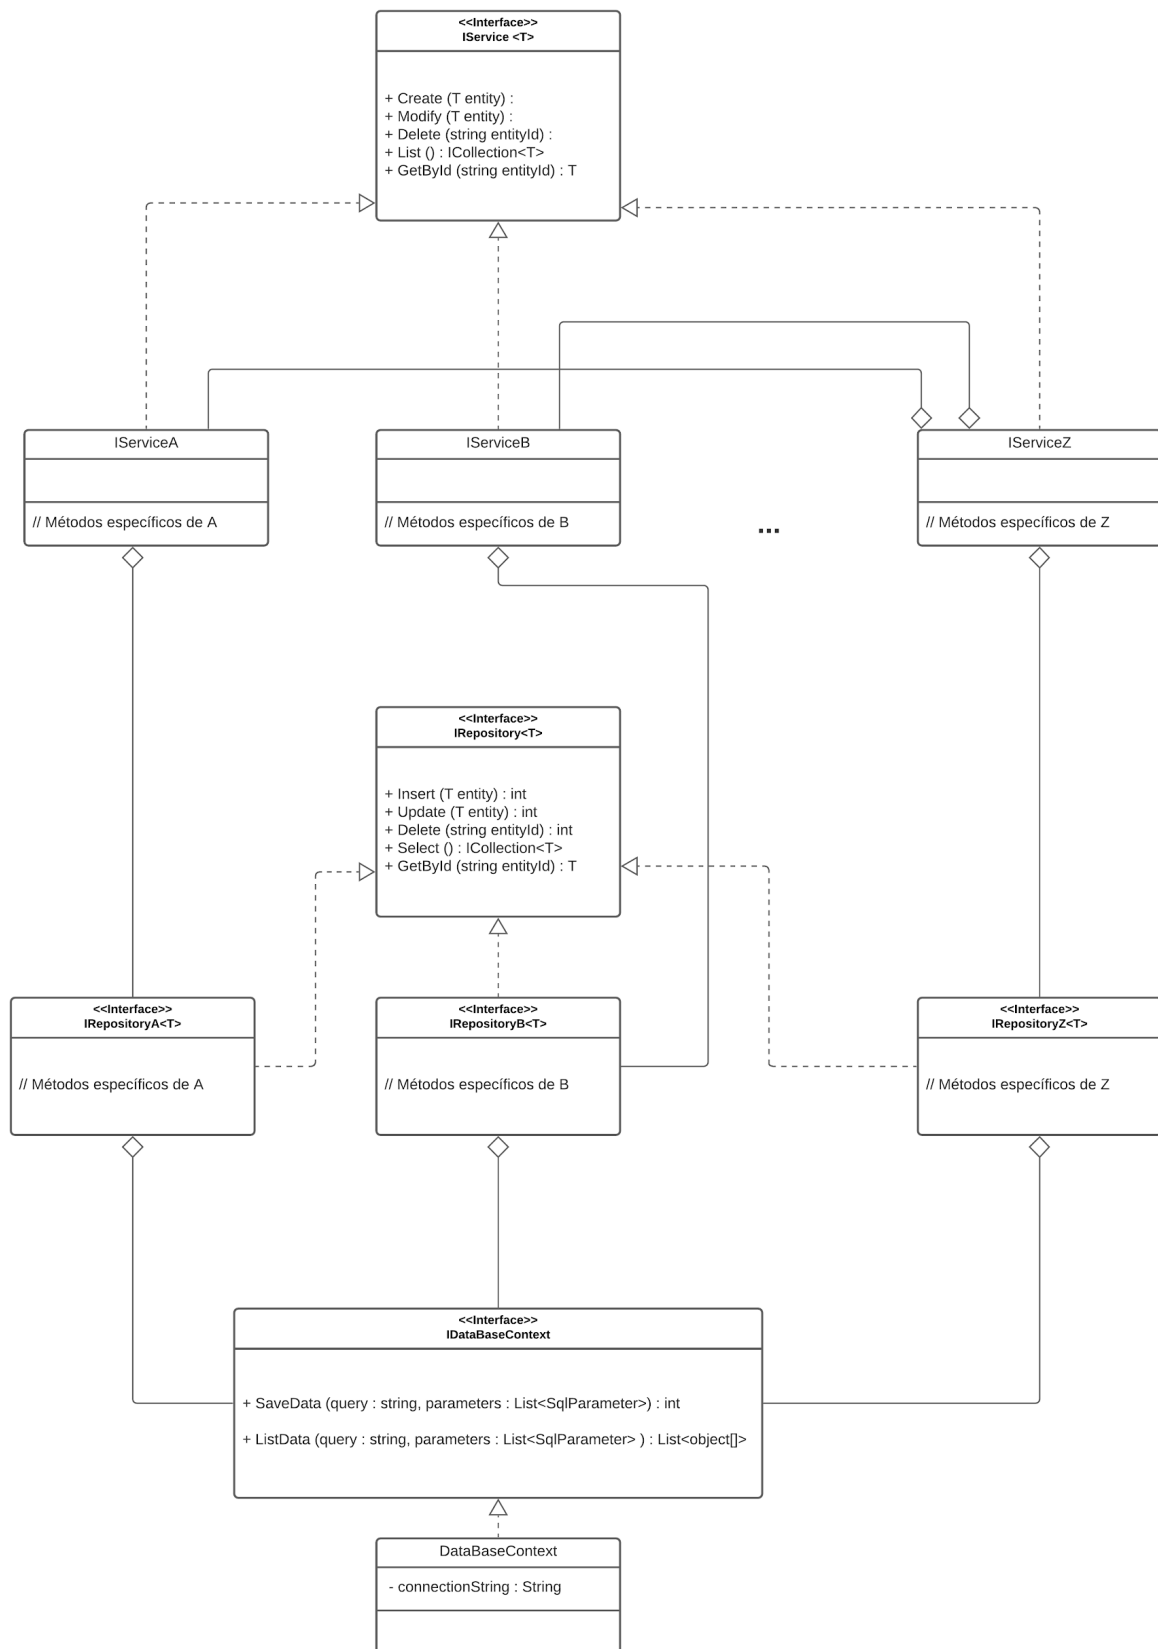 <<Interface>>
IService <T>
+ Create (T entity) :
+ Modify (T entity) :
+ Delete (string entityId) :
+ List () : ICollection<T>
+ GetById (string entityId) : T
IServiceA
// Métodos específicos de A
IServiceB
// Métodos específicos de B
...
IServiceZ
// Métodos específicos de Z
<<Interface>>
IRepository<T>
+ Insert (T entity) : int
+ Update (T entity) : int
+ Delete (string entityId) : int
+ Select () : ICollection<T>
+ GetById (string entityId) : T
<<Interface>>
IRepositoryA<T>
// Métodos específicos de A
<<Interface>>
IRepositoryB<T>
// Métodos específicos de B
<<Interface>>
IRepositoryZ<T>
// Métodos específicos de Z
<<Interface>>
IDataBaseContext
+ SaveData (query : string, parameters : List<SqlParameter>) : int
+ ListData (query : string, parameters : List<SqlParameter> ) : List<object[]>
DataBaseContext
- connectionString : String